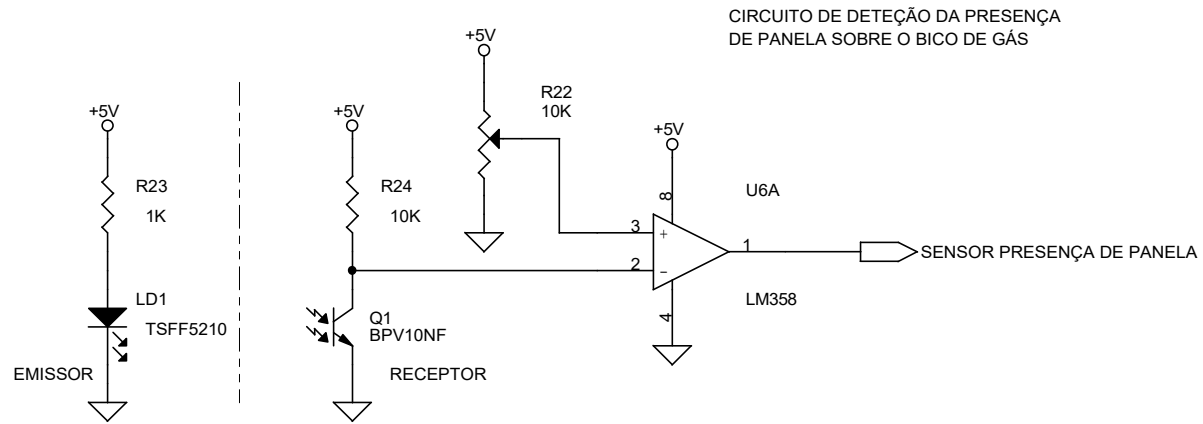 CIRCUITO DE DETEÇÃO DA PRESENÇA
DE PANELA SOBRE O BICO DE GÁS
+5V
R23
1K
LD1
TSFF5210
EMISSOR
+5V
R24
10K
Q1
BPV10NF
RECEPTOR
+5V
R22
10K
+5V
8
U6A
3
+
2
−
1
4
LM358
SENSOR PRESENÇA DE PANELA